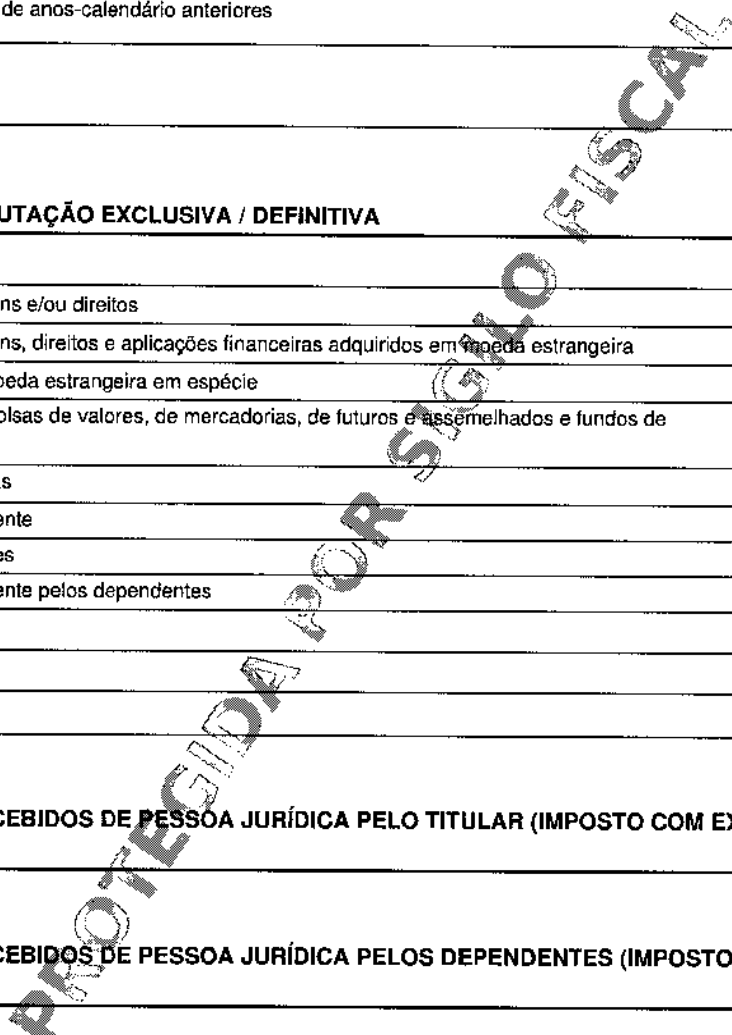 de anos-calendário anteriores
UTAÇÃO EXCLUSIVA / DEFINITIVA
ns e/ou direitos
ns, direitos e aplicações financeiras adquiridos em moeda estrangeira
oeda estrangeira em espécie
olsas de valores, de mercadorias, de futuros e assemelhados e fundos de
s
ente
es
ente pelos dependentes
CEBIDOS DE PESSOA JURÍDICA PELO TITULAR (IMPOSTO COM EX
CEBIDOS DE PESSOA JURÍDICA PELOS DEPENDENTES (IMPOSTO
PROTEGIDA POR SIGILO FISCAL